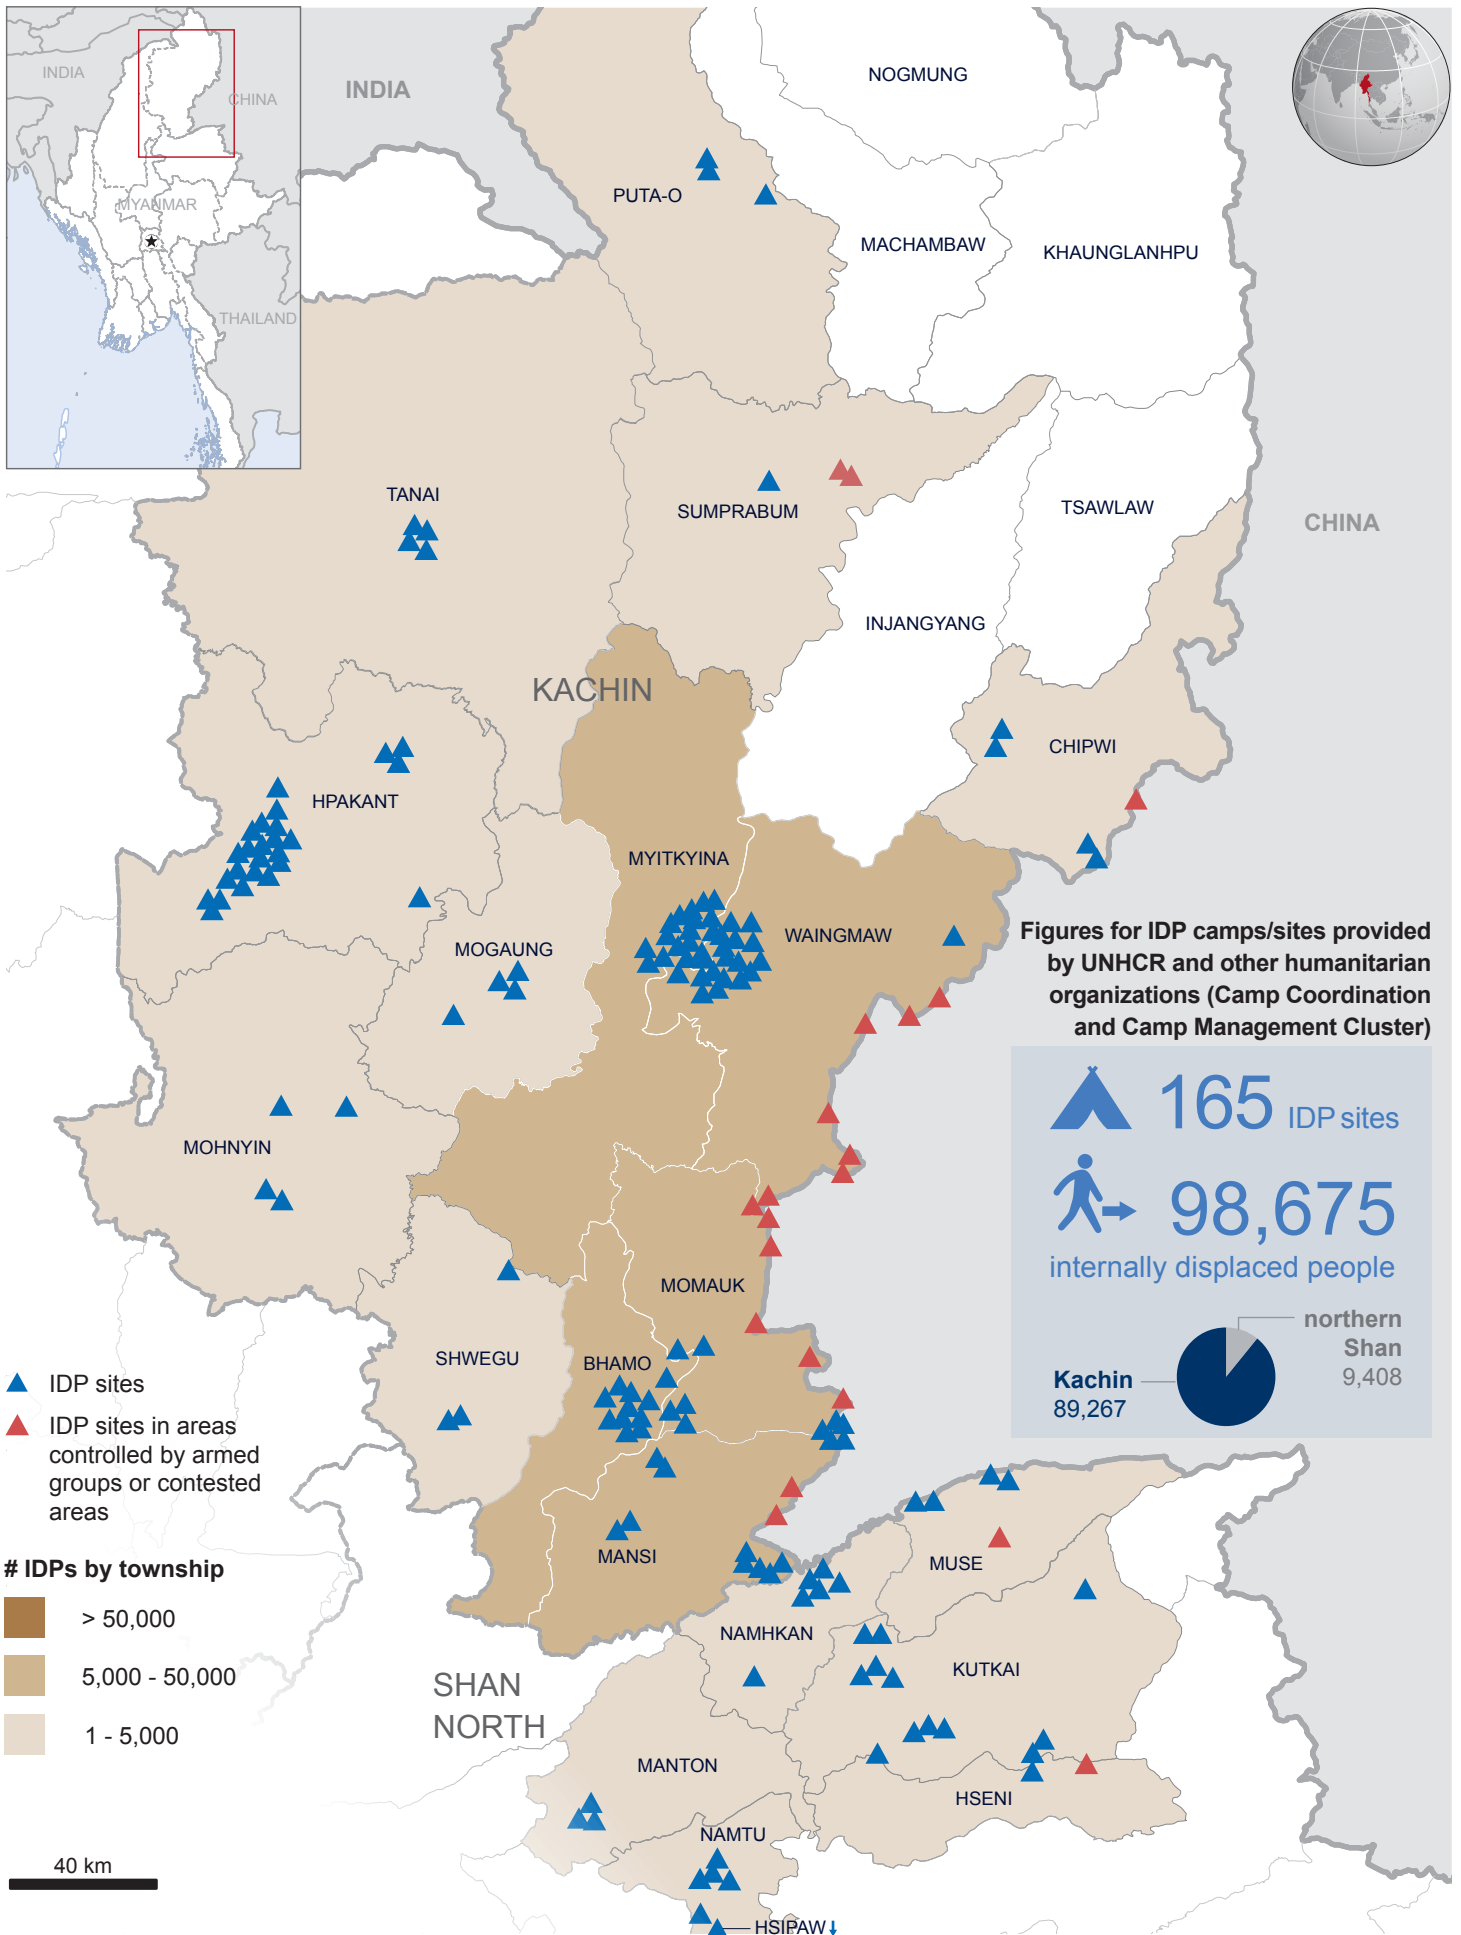 INDIA
CHINA
MYANMAR
THAILAND
INDIA
NOGMUNG
PUTA-O
MACHAMBAW
KHAUNGLANHPU
TANAI
SUMPRABUM
TSAWLAW
CHINA
INJANGYANG
KACHIN
CHIPWI
HPAKANT
MYITKYINA
WAINGMAW
MOGAUNG
Figures for IDP camps/sites provided
by UNHCR and other humanitarian
organizations (Camp Coordination
and Camp Management Cluster)
165 IDP sites
98,675
internally displaced people
northern
Shan
9,408
Kachin
89,267
MOHNYIN
MOMAUK
SHWEGU
BHAMO
IDP sites
IDP sites in areas
controlled by armed
groups or contested
areas
# IDPs by township
> 50,000
5,000 - 50,000
1 - 5,000
MANSI
MUSE
NAMHKAN
KUTKAI
SHAN
NORTH
MANTON
HSENI
NAMTU
40 km
HSIPAW